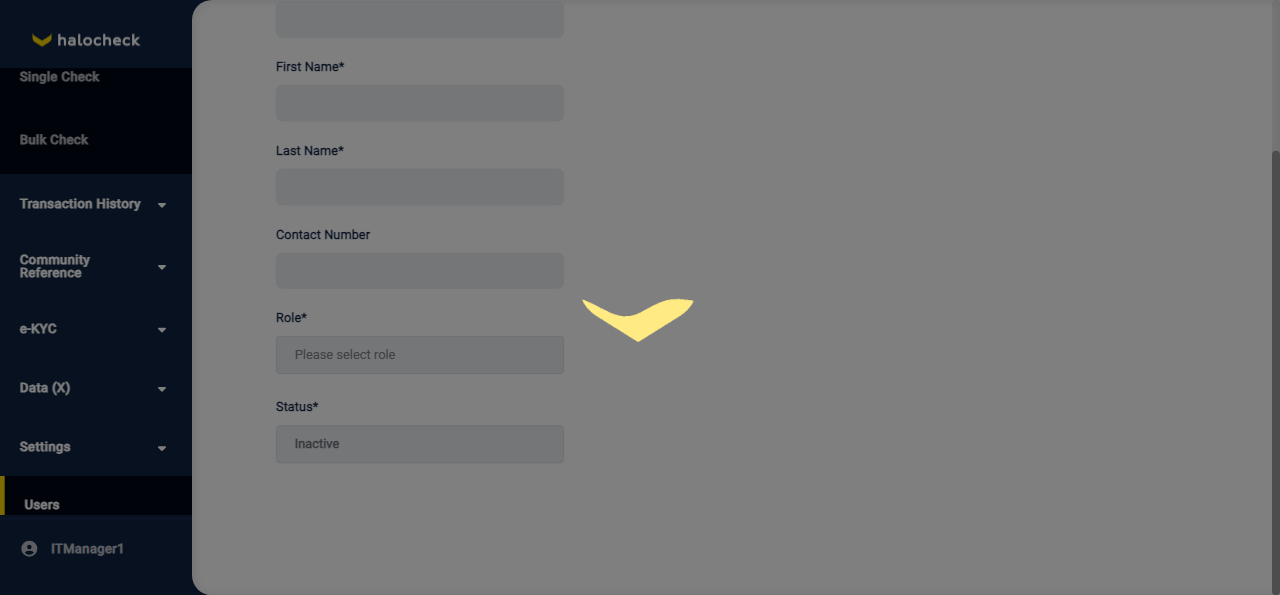 halocheck
Single Check
Bulk Check
Transaction History
Community
Reference
e-KYC
Data (X)
Settings
Users
ITManager1
First Name*
Last Name*
Contact Number
Role*
Please select role
Status*
Inactive